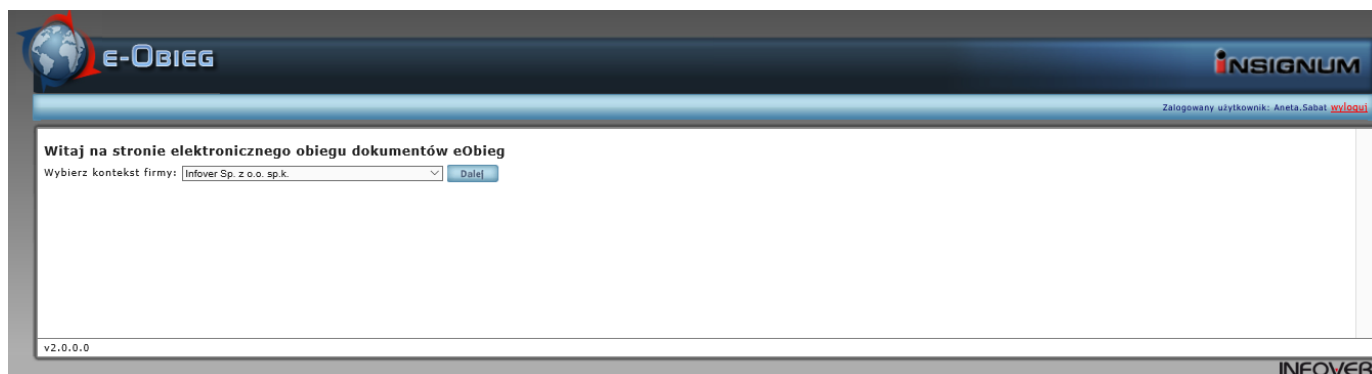 e-Obieg
iNSIGNUM
Zalogowany użytkownik: Aneta.Sabat wyloguj
Witaj na stronie elektronicznego obiegu dokumentów eObieg
Wybierz kontekst firmy: Infover Sp. z o.o. sp.k. Dalej
v2.0.0.0
INFOVER